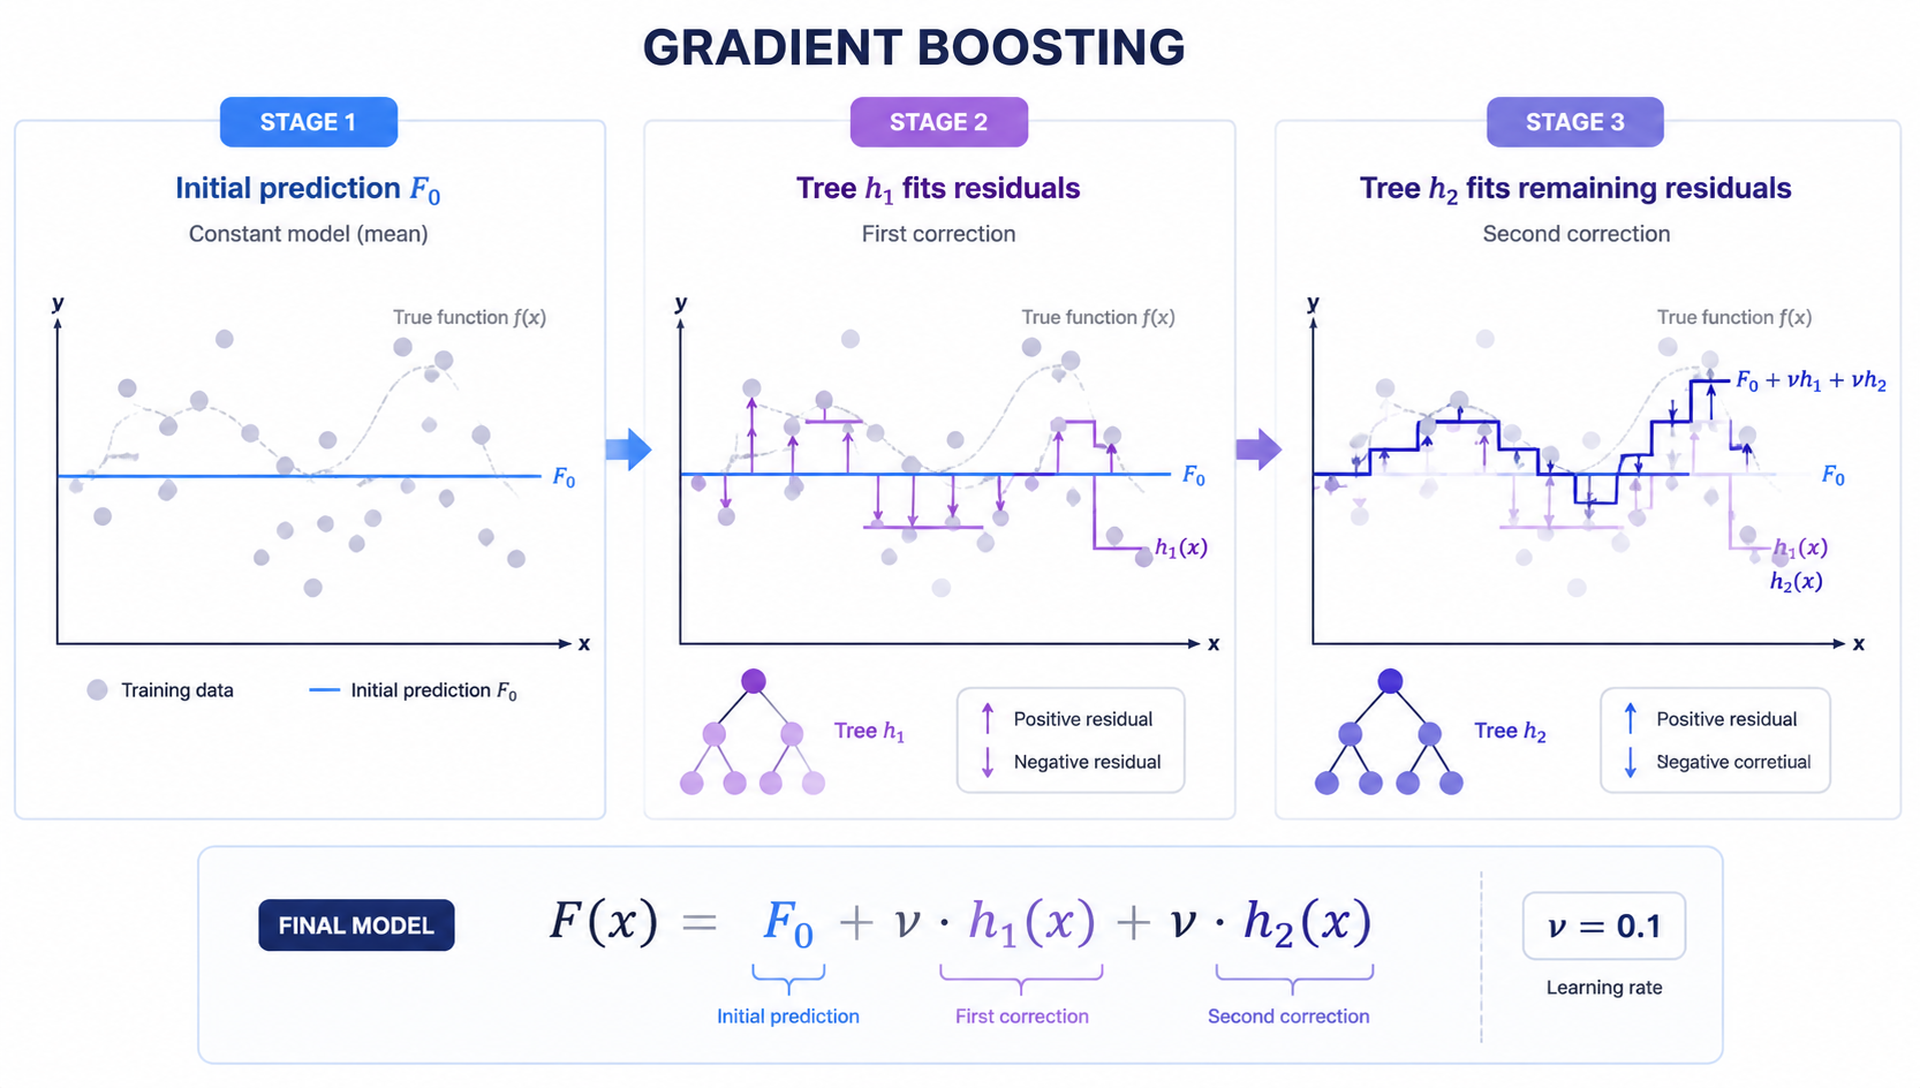 GRADIENT BOOSTING
STAGE 1
Initial prediction F₀
Constant model (mean)
y
True function f(x)
F₀
x
Training data
Initial prediction F₀
STAGE 2
Tree h₁ fits residuals
First correction
y
True function f(x)
F₀
h₁(x)
x
Tree h₁
Positive residual
Negative residual
STAGE 3
Tree h₂ fits remaining residuals
Second correction
y
True function f(x)
F₀ + νh₁ + νh₂
F₀
h₁(x)
h₂(x)
x
Tree h₂
Positive residual
Negative corretiual
FINAL MODEL
F(x) = F₀ + ν · h₁(x) + ν · h₂(x)
Initial prediction
First correction
Second correction
ν = 0.1
Learning rate